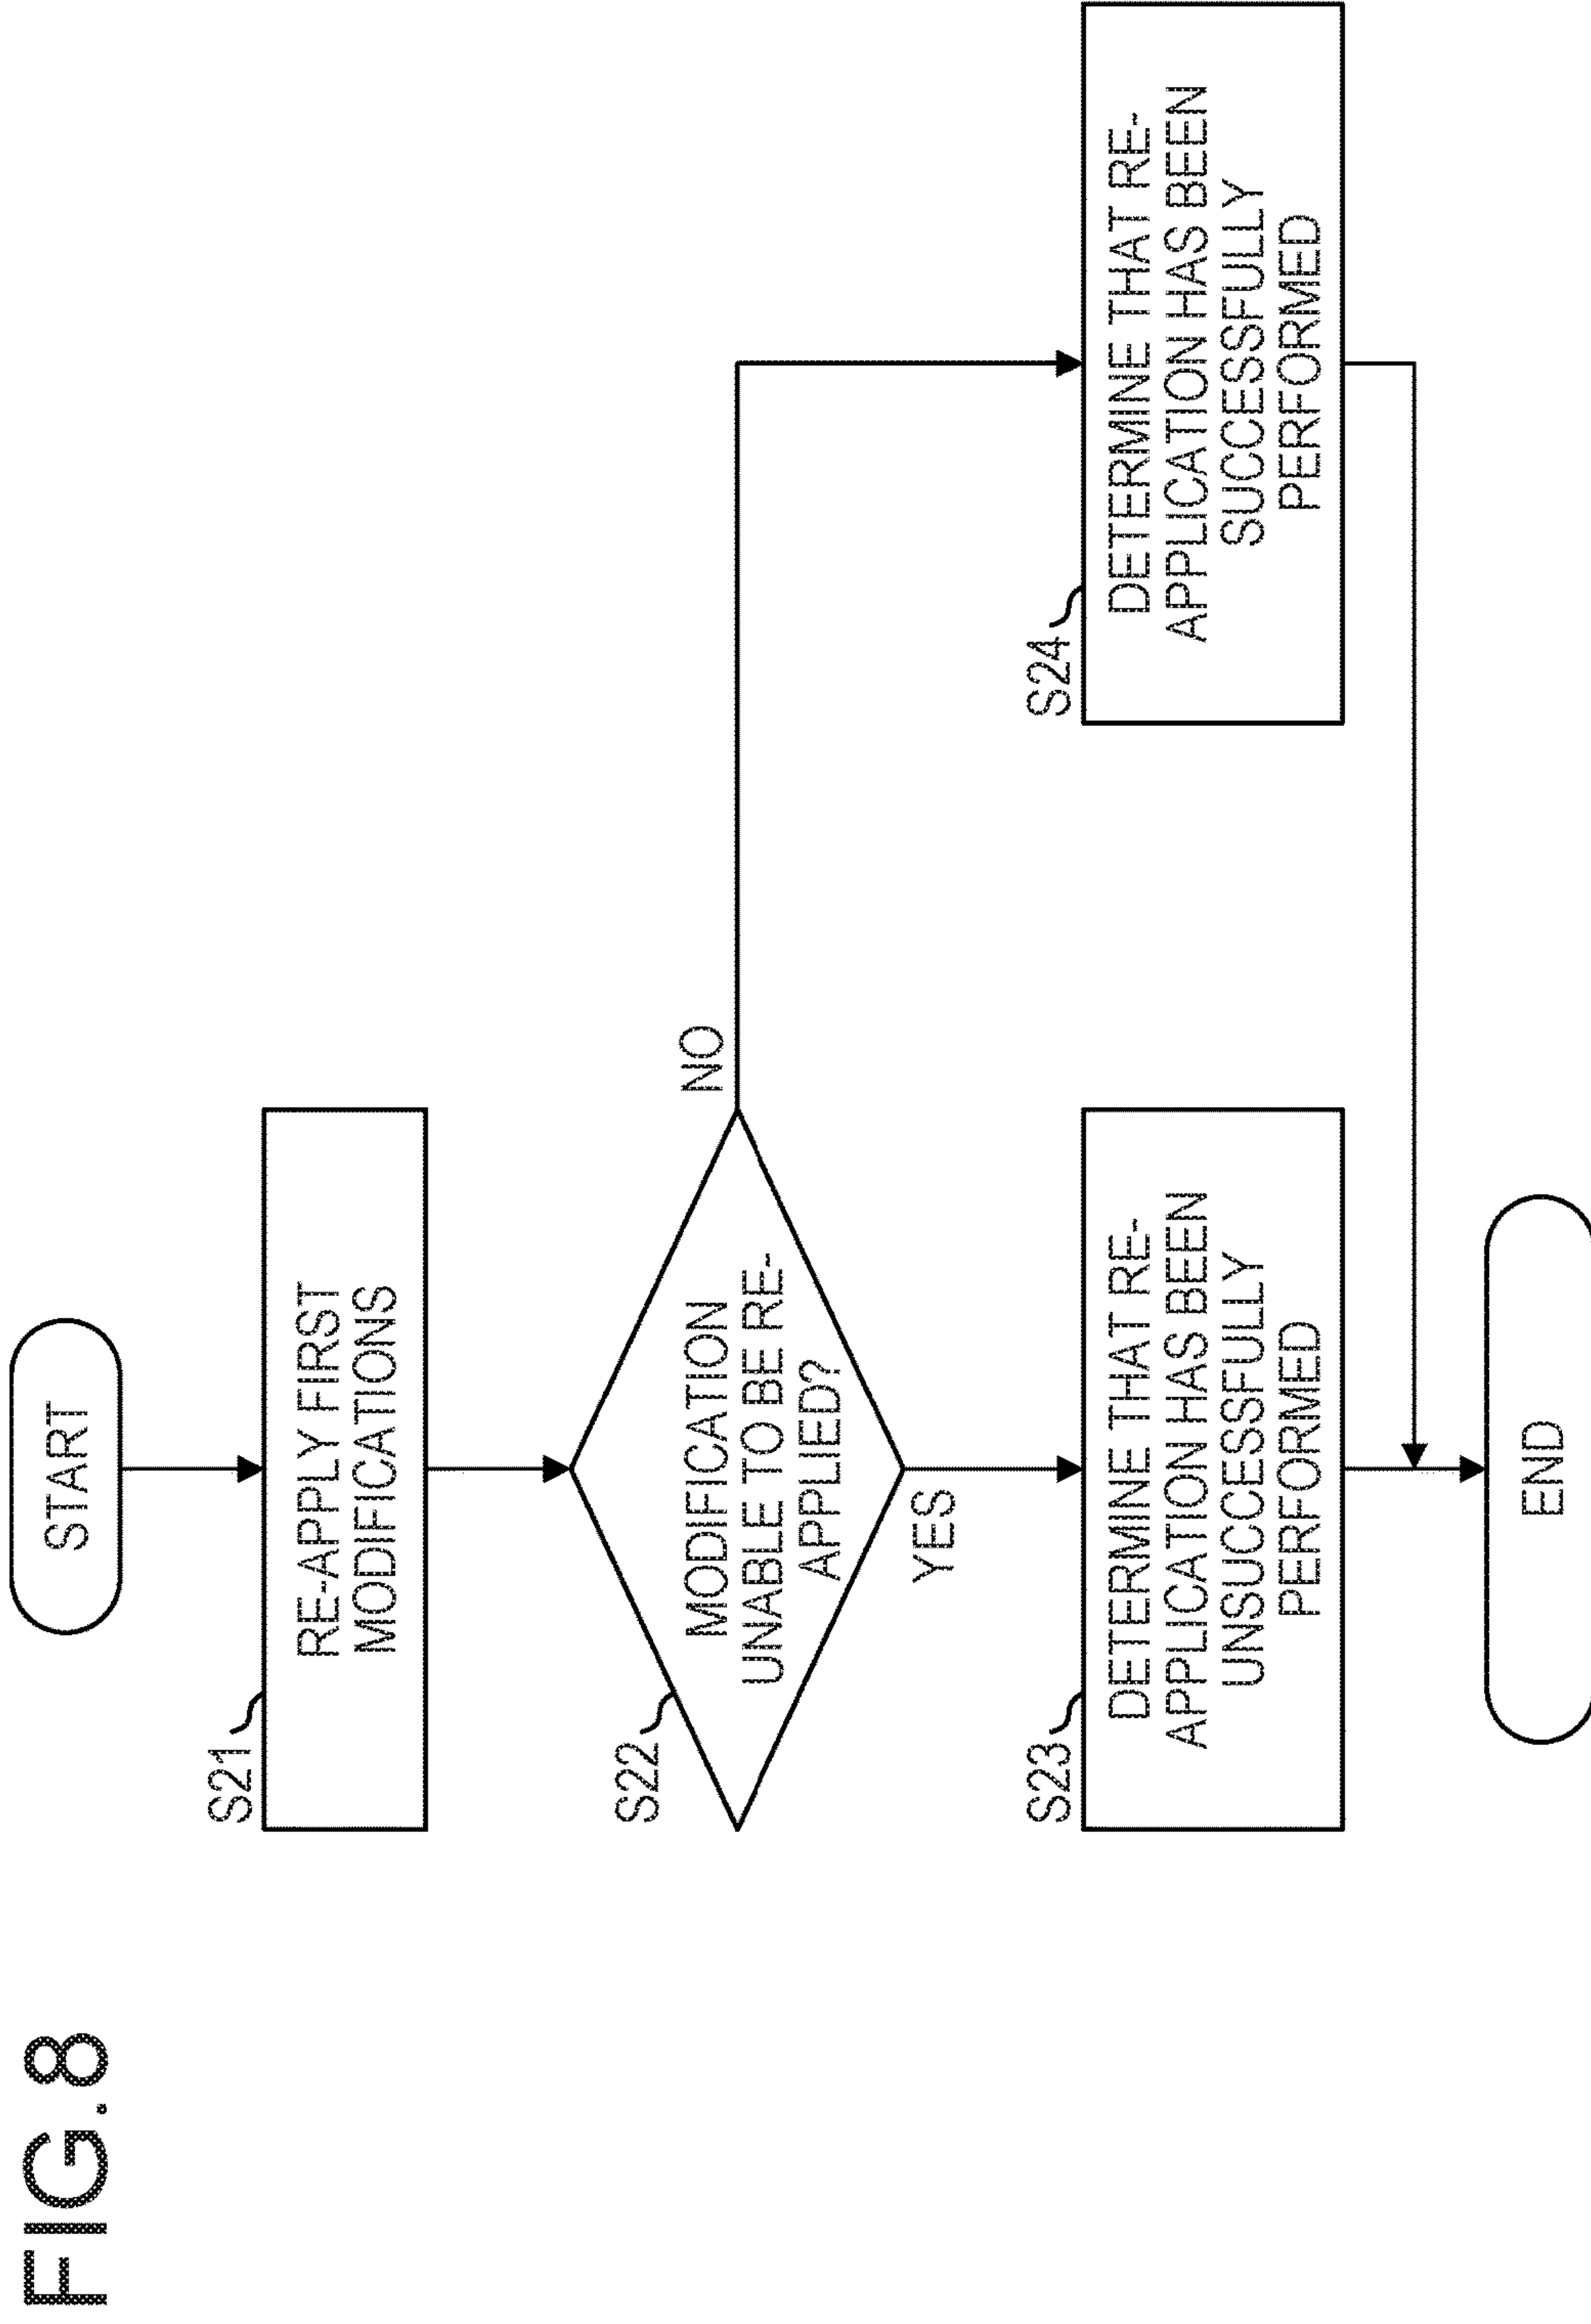 FIG.8
START
S21
RE-APPLY FIRST
MODIFICATIONS
S22
MODIFICATION
UNABLE TO BE RE-
APPLIED?
NO
YES
S23
DETERMINE THAT RE-
APPLICATION HAS BEEN
UNSUCCESSFULLY
PERFORMED
S24
DETERMINE THAT RE-
APPLICATION HAS BEEN
SUCCESSFULLY
PERFORMED
END